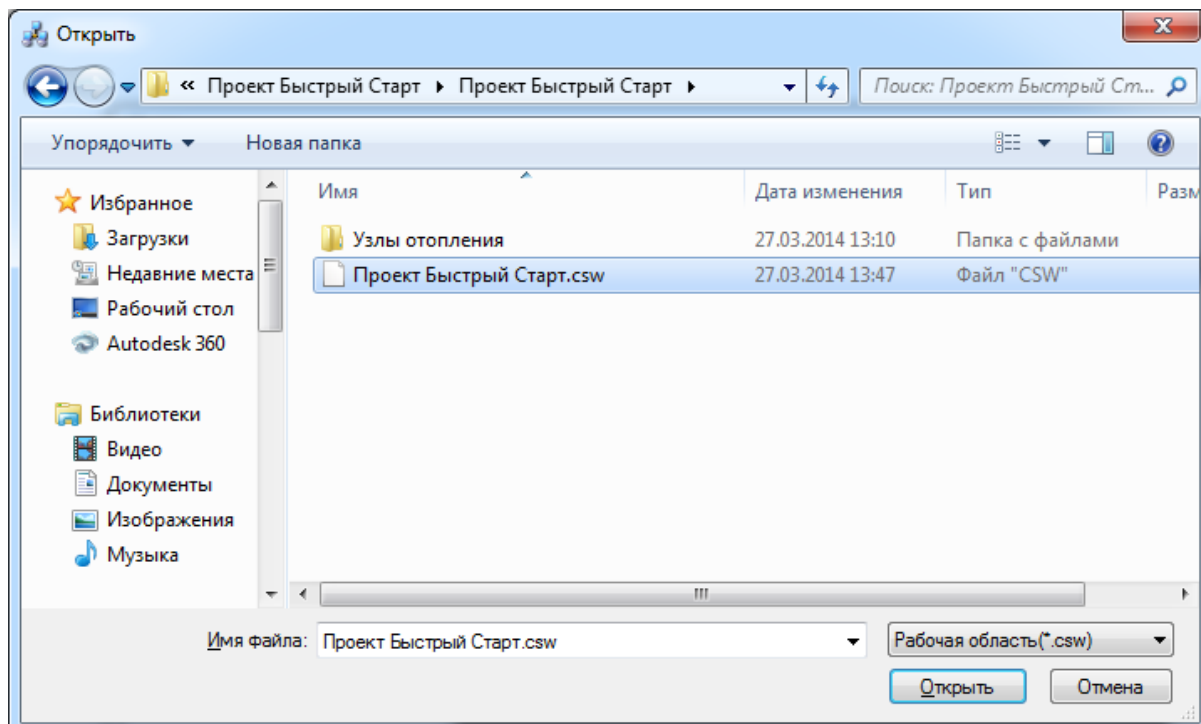 Открыть
« Проект Быстрый Старт Проект Быстрый Старт
Поиск: Проект Быстрый Ст...
Упорядочить Новая папка
Имя Дата изменения Тип Разм
Избранное
Загрузки
Недавние места
Рабочий стол
Autodesk 360
Библиотеки
Видео
Документы
Изображения
Музыка
Узлы отопления 27.03.2014 13:10 Папка с файлами
Проект Быстрый Старт.csw 27.03.2014 13:47 Файл "CSW"
Имя файла: Проект Быстрый Старт.csw Рабочая область(*.csw)
Открыть Отмена